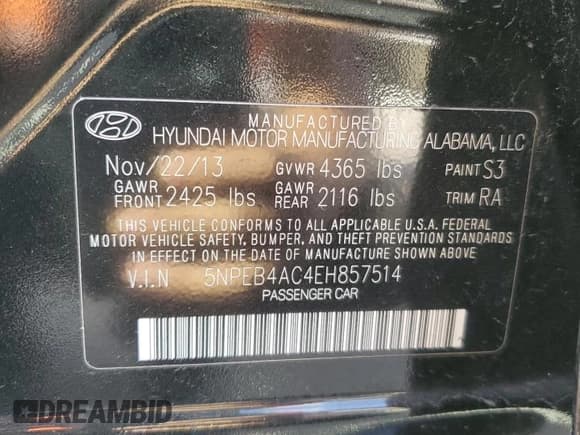 MANUFACTURED BY
HYUNDAI MOTOR MANUFACTURING ALABAMA, LLC
Nov/22/13 GVWR 4365 lbs PAINT S3
GAWR FRONT 2425 lbs GAWR REAR 2116 lbs TRIM RA
THIS VEHICLE CONFORMS TO ALL APPLICABLE U.S.A. FEDERAL
MOTOR VEHICLE SAFETY, BUMPER, AND THEFT PREVENTION STANDARDS
IN EFFECT ON THE DATE OF MANUFACTURE SHOWN ABOVE
V.I.N 5NPEB4AC4EH857514
PASSENGER CAR
DREAMBID